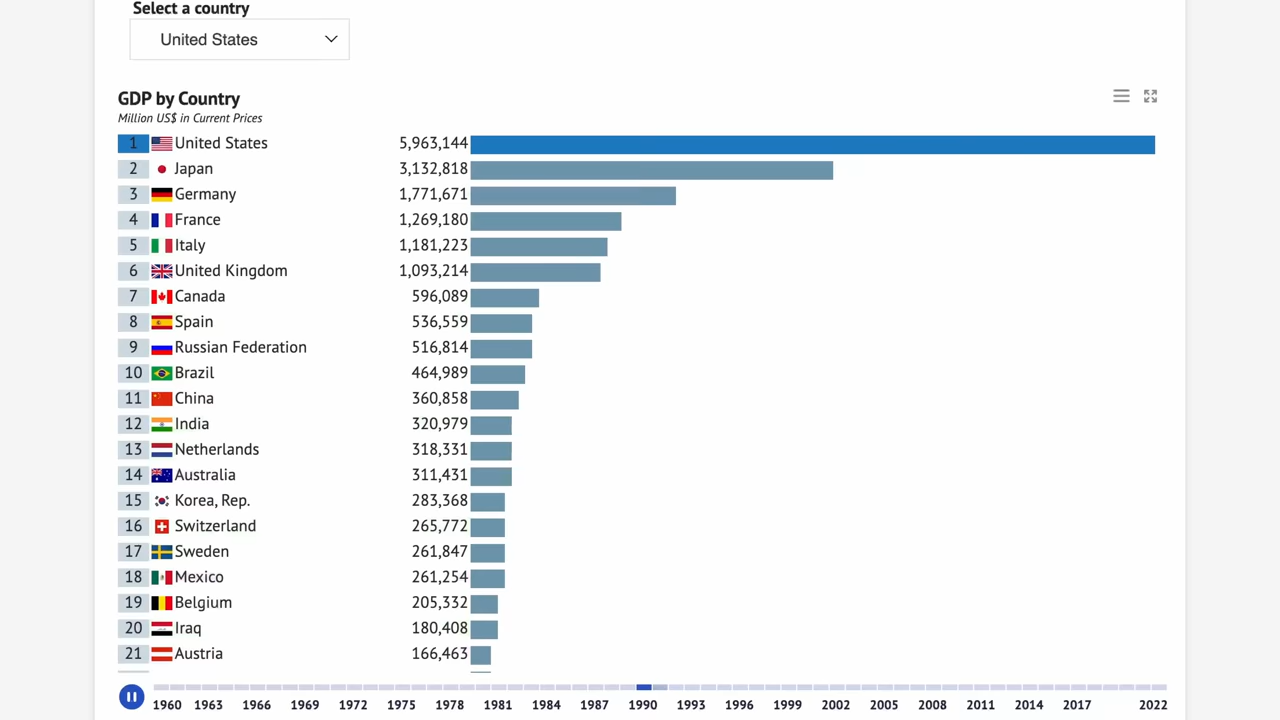 Select a country
United States
GDP by Country
Million US$ in Current Prices
1 United States 5,963,144
2 Japan 3,132,818
3 Germany 1,771,671
4 France 1,269,180
5 Italy 1,181,223
6 United Kingdom 1,093,214
7 Canada 596,089
8 Spain 536,559
9 Russian Federation 516,814
10 Brazil 464,989
11 China 360,858
12 India 320,979
13 Netherlands 318,331
14 Australia 311,431
15 Korea, Rep. 283,368
16 Switzerland 265,772
17 Sweden 261,847
18 Mexico 261,254
19 Belgium 205,332
20 Iraq 180,408
21 Austria 166,463
1960 1963 1966 1969 1972 1975 1978 1981 1984 1987 1990 1993 1996 1999 2002 2005 2008 2011 2014 2017 2022